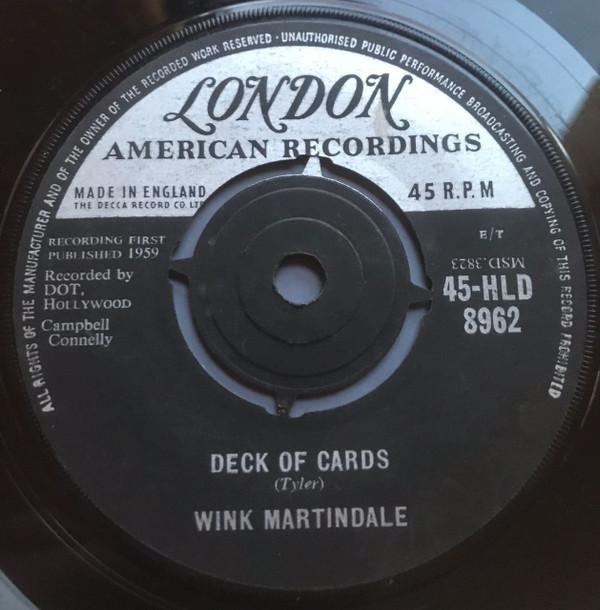 ALL RIGHTS OF THE MANUFACTURER AND OF THE OWNER OF THE RECORDED WORK RESERVED · UNAUTHORISED PUBLIC PERFORMANCE BROADCASTING AND COPYING OF THIS RECORD PROHIBITED
LONDON
AMERICAN RECORDINGS
MADE IN ENGLAND
THE DECCA RECORD CO. LT
45 R.P.M
RECORDING FIRST
PUBLISHED 1959
Recorded by
DOT,
HOLLYWOOD
Campbell
Connelly
E/T
MSD.3823
45-HLD
8962
DECK OF CARDS
(Tyler)
WINK MARTINDALE